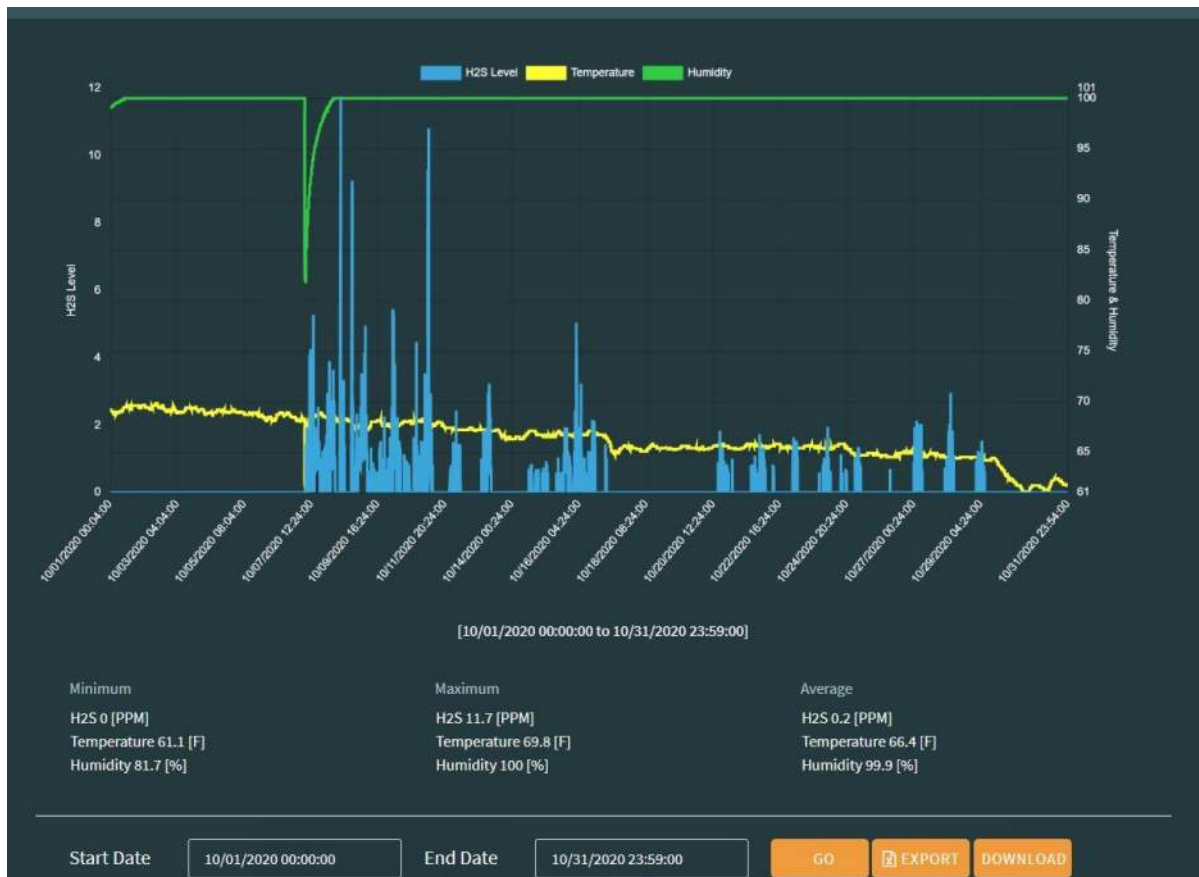 H2S Level Temperature Humidity
12
10
8
6
4
2
0
H2S Level
101
100
95
90
85
80
75
70
65
61
Temperature & Humidity
10/01/2020 00:04:00
10/03/2020 04:04:00
10/05/2020 08:04:00
10/07/2020 12:24:00
10/09/2020 16:24:00
10/11/2020 20:24:00
10/14/2020 00:24:00
10/16/2020 04:24:00
10/18/2020 08:24:00
10/20/2020 12:24:00
10/22/2020 16:24:00
10/24/2020 20:24:00
10/27/2020 00:24:00
10/29/2020 04:24:00
10/31/2020 23:54:00
[10/01/2020 00:00:00 to 10/31/2020 23:59:00]
Minimum
H2S 0 [PPM]
Temperature 61.1 [F]
Humidity 81.7 [%]
Maximum
H2S 11.7 [PPM]
Temperature 69.8 [F]
Humidity 100 [%]
Average
H2S 0.2 [PPM]
Temperature 66.4 [F]
Humidity 99.9 [%]
Start Date 10/01/2020 00:00:00 End Date 10/31/2020 23:59:00 GO EXPORT DOWNLOAD